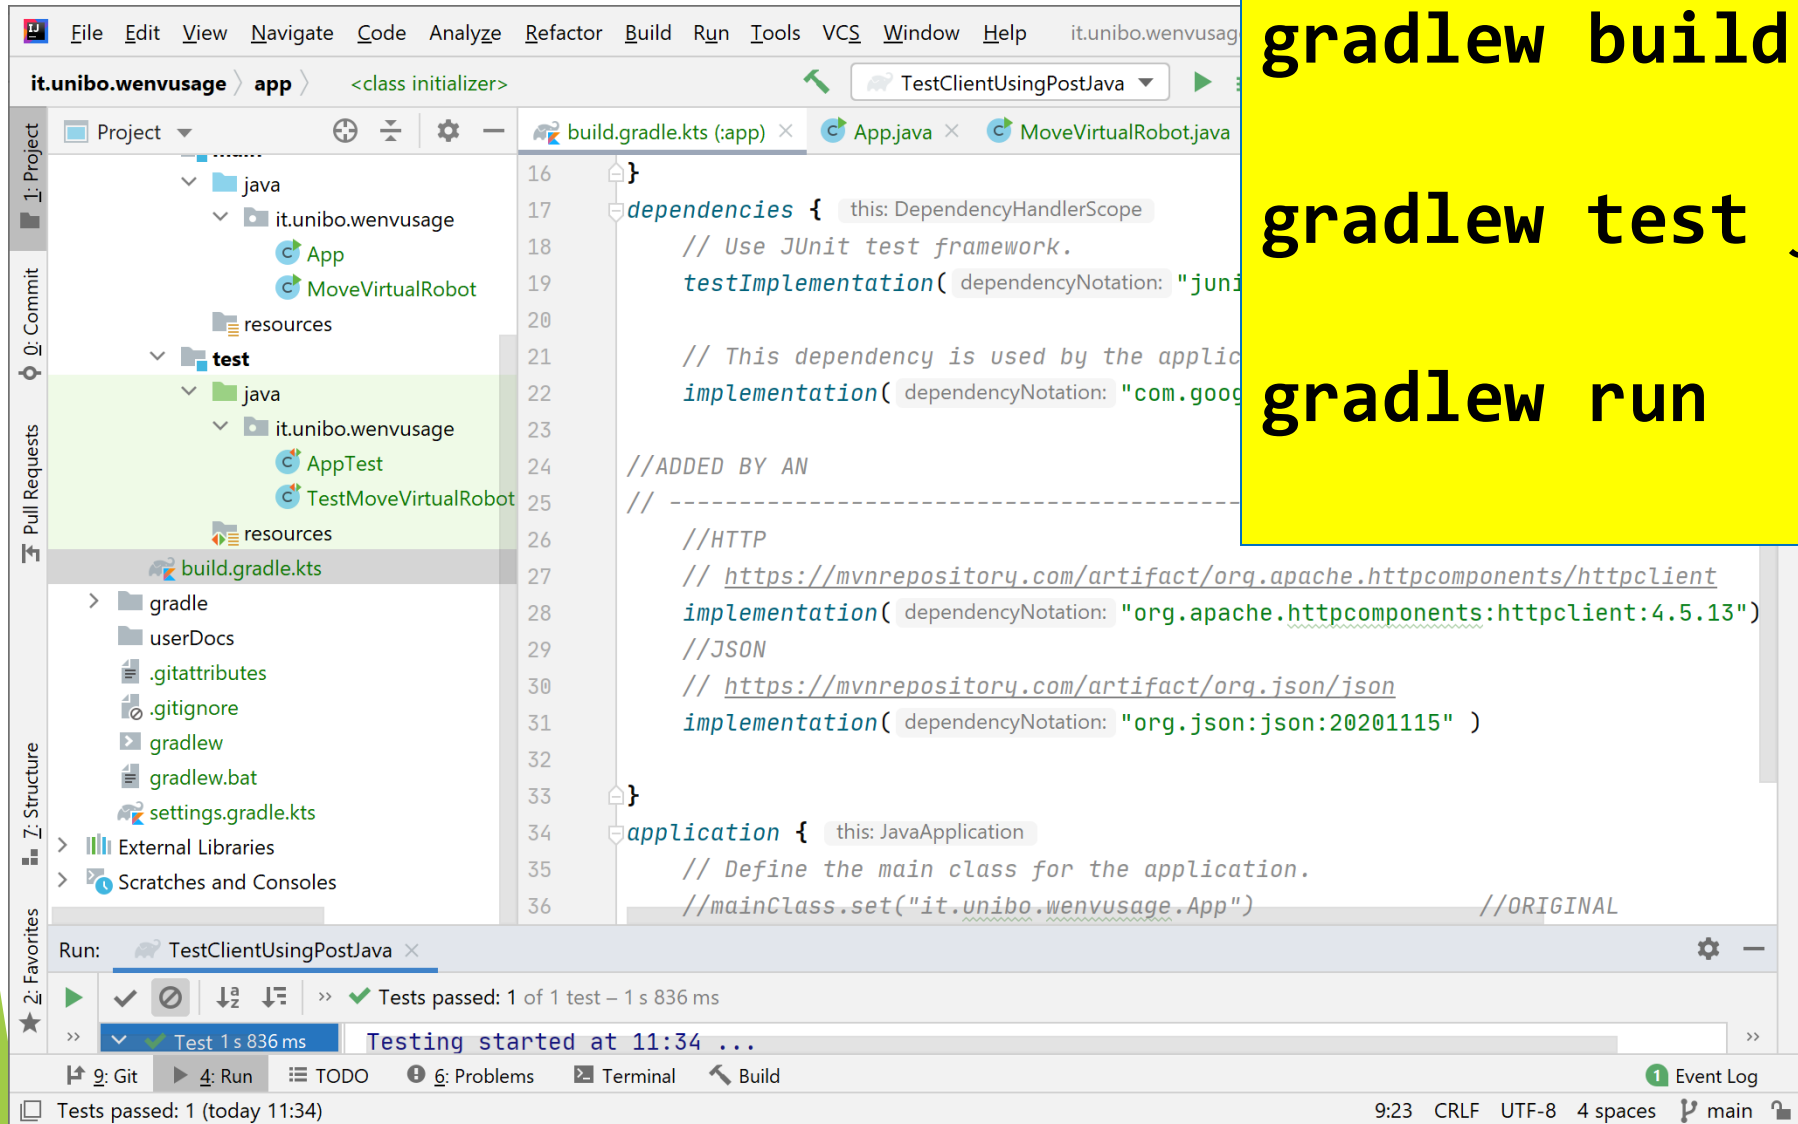 File Edit View Navigate Code Analyze Refactor Build Run Tools VCS Window Help it.unibo.wenvusag
gradlew build
gradlew test
gradlew run
it.unibo.wenvusage app <class initializer> TestClientUsingPostJava
Project build.gradle.kts (:app) App.java MoveVirtualRobot.java
1: Project
0: Commit
Pull Requests
7: Structure
2: Favorites
java
it.unibo.wenvusage
App
MoveVirtualRobot
resources
test
java
it.unibo.wenvusage
AppTest
TestMoveVirtualRobot
resources
build.gradle.kts
gradle
userDocs
.gitattributes
.gitignore
gradlew
gradlew.bat
settings.gradle.kts
External Libraries
Scratches and Consoles
16 }
17 dependencies { this: DependencyHandlerScope
18 // Use JUnit test framework.
19 testImplementation( dependencyNotation: "juni
20
21 // This dependency is used by the applic
22 implementation( dependencyNotation: "com.goog
23
24 //ADDED BY AN
25 // -----------------------------------------
26 //HTTP
27 // https://mvnrepository.com/artifact/org.apache.httpcomponents/httpclient
28 implementation( dependencyNotation: "org.apache.httpcomponents:httpclient:4.5.13")
29 //JSON
30 // https://mvnrepository.com/artifact/org.json/json
31 implementation( dependencyNotation: "org.json:json:20201115" )
32
33 }
34 application { this: JavaApplication
35 // Define the main class for the application.
36 //mainClass.set("it.unibo.wenvusage.App") //ORIGINAL
Run: TestClientUsingPostJava
Tests passed: 1 of 1 test – 1 s 836 ms
Test 1 s 836 ms Testing started at 11:34 ...
9: Git 4: Run TODO 6: Problems Terminal Build 1 Event Log
Tests passed: 1 (today 11:34) 9:23 CRLF UTF-8 4 spaces main